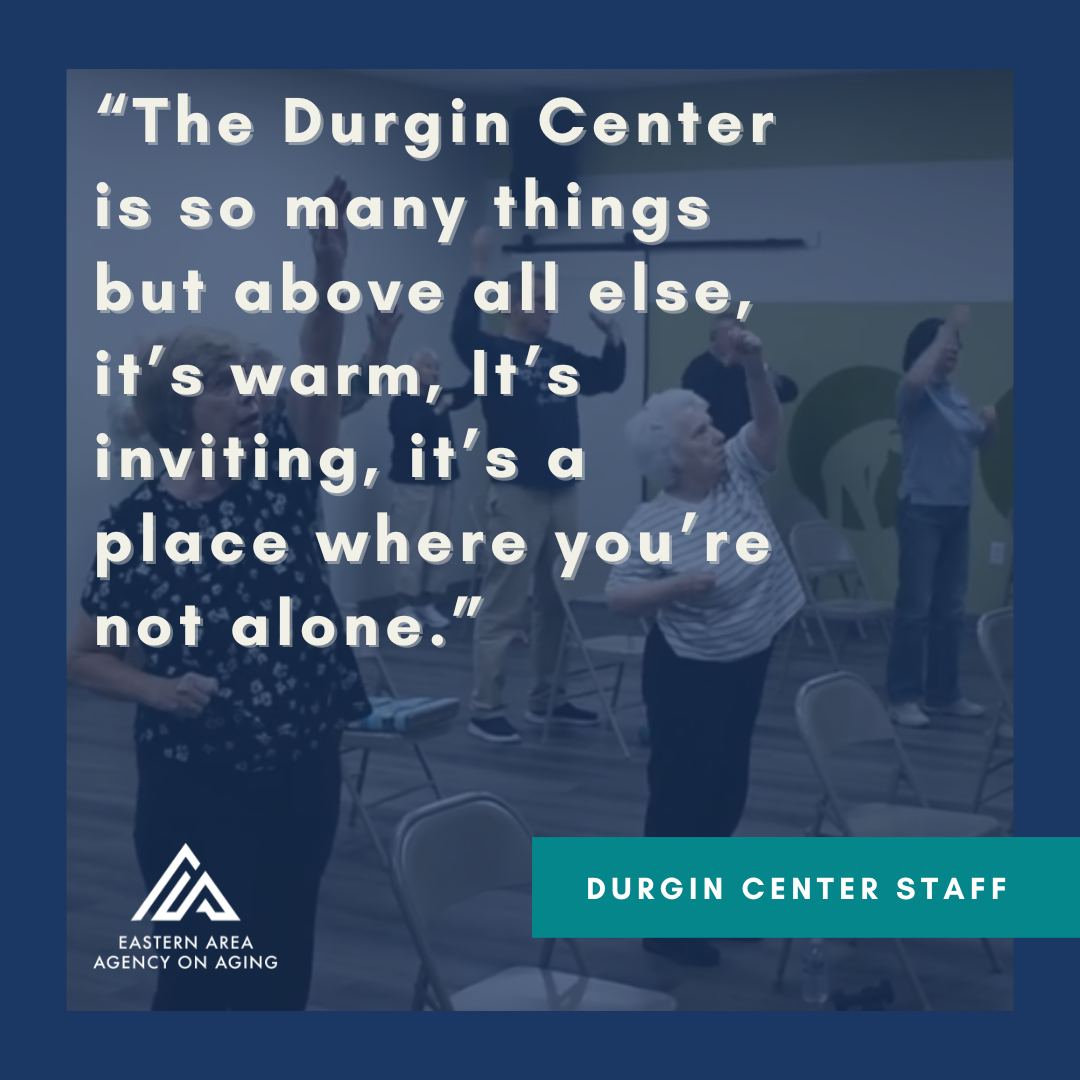 “The Durgin Center
is so many things
but above all else,
it’s warm, It’s
inviting, it’s a
place where you’re
not alone.”
DURGIN CENTER STAFF
EASTERN AREA
AGENCY ON AGING